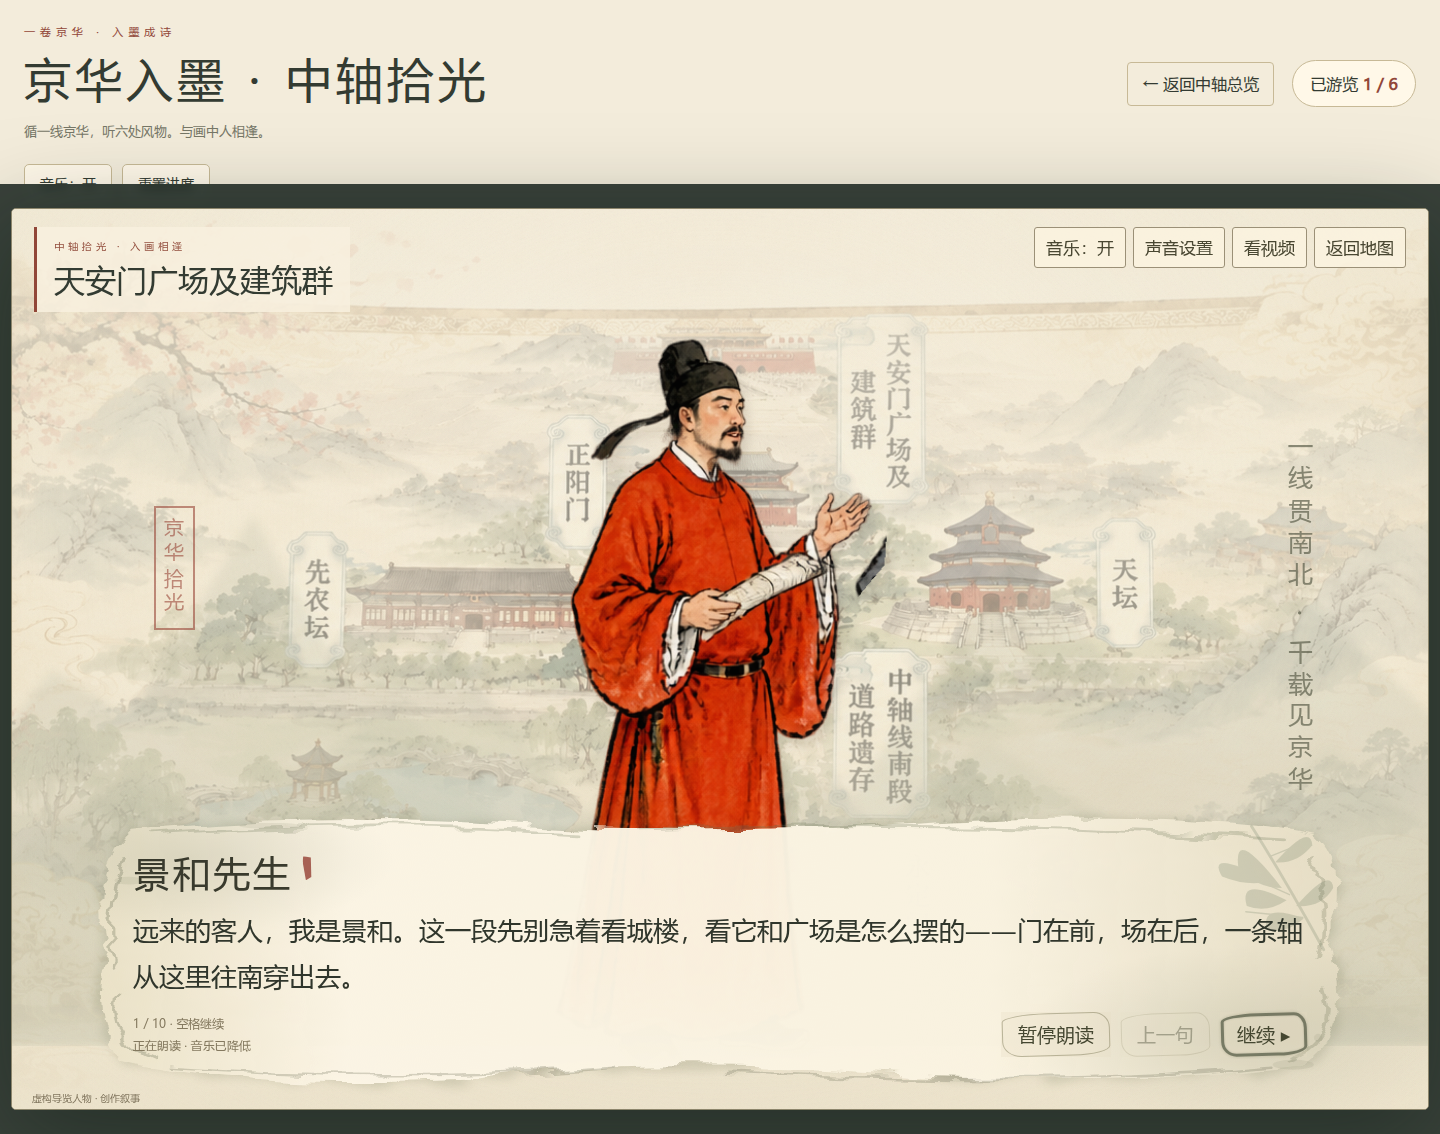 一卷京华 · 入墨成诗
京华入墨 · 中轴拾光
循一线京华，听六处风物。与画中人相逢。
← 返回中轴总览
已游览 1 / 6
音乐：开
重置进度
中轴拾光 · 入画相逢
天安门广场及建筑群
音乐：开
声音设置
看视频
返回地图
天安门广场及
建筑群
正阳门
先农坛
天坛
中轴线南段
道路遗存
京华拾光
一线贯南北 · 千载见京华
景和先生
远来的客人，我是景和。这一段先别急着看城楼，看它和广场是怎么摆的——门在前，场在后，一条轴
从这里往南穿出去。
1 / 10 · 空格继续
正在朗读 · 音乐已降低
暂停朗读
上一句
继续 ▸
虚构导览人物 · 创作叙事